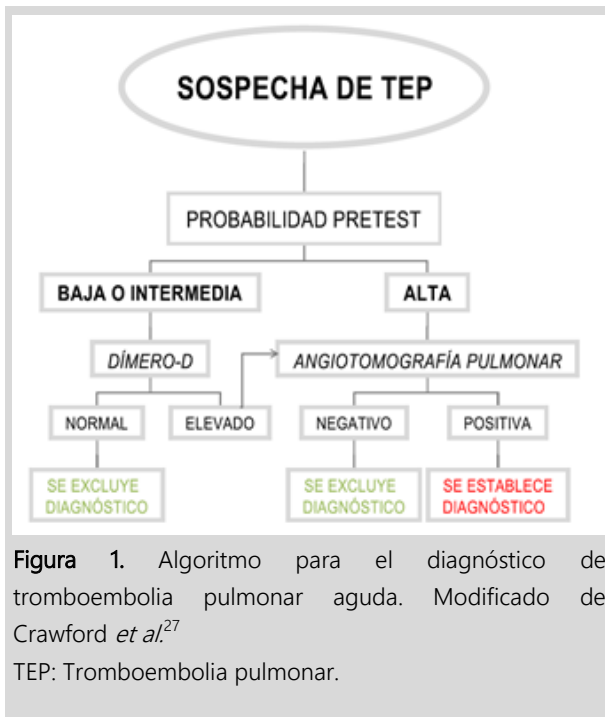 SOSPECHA DE TEP
PROBABILIDAD PRETEST
BAJA O INTERMEDIA
ALTA
DÍMERO-D
ANGIOTOMOGRAFÍA PULMONAR
NORMAL
ELEVADO
NEGATIVO
POSITIVA
SE EXCLUYE
DIAGNÓSTICO
SE EXCLUYE
DIAGNÓSTICO
SE ESTABLECE
DIAGNÓSTICO
Figura 1. Algoritmo para el diagnóstico de
tromboembolia pulmonar aguda. Modificado de
Crawford et al.27
TEP: Tromboembolia pulmonar.